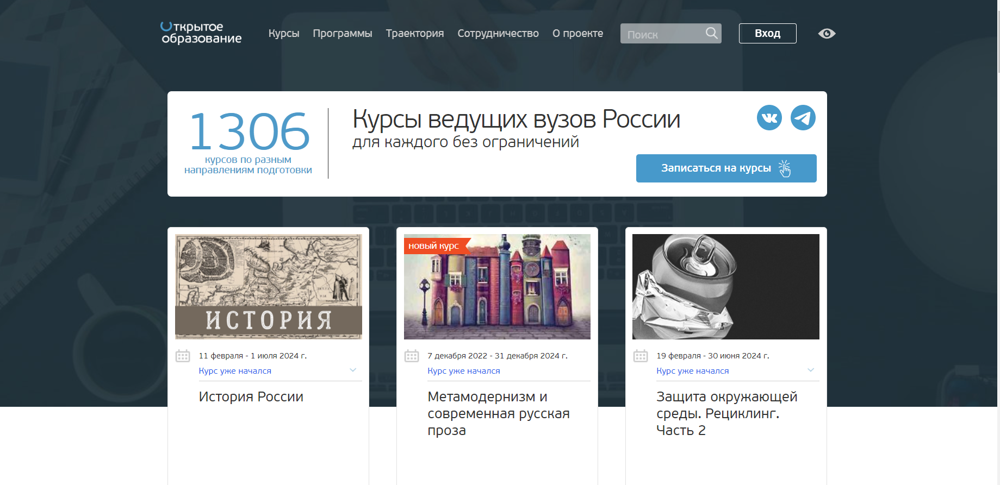 Открытое
образование
Курсы Программы Траектория Сотрудничество О проекте Поиск Вход
1306
курсов по разным
направлениям подготовки
Курсы ведущих вузов России
для каждого без ограничений
Записаться на курсы
ИСТОРИЯ
11 февраля - 1 июля 2024 г.
Курс уже начался
История России
новый курс
7 декабря 2022 - 31 декабря 2024 г.
Курс уже начался
Метамодернизм и
современная русская
проза
19 февраля - 30 июня 2024 г.
Курс уже начался
Защита окружающей
среды. Рециклинг.
Часть 2